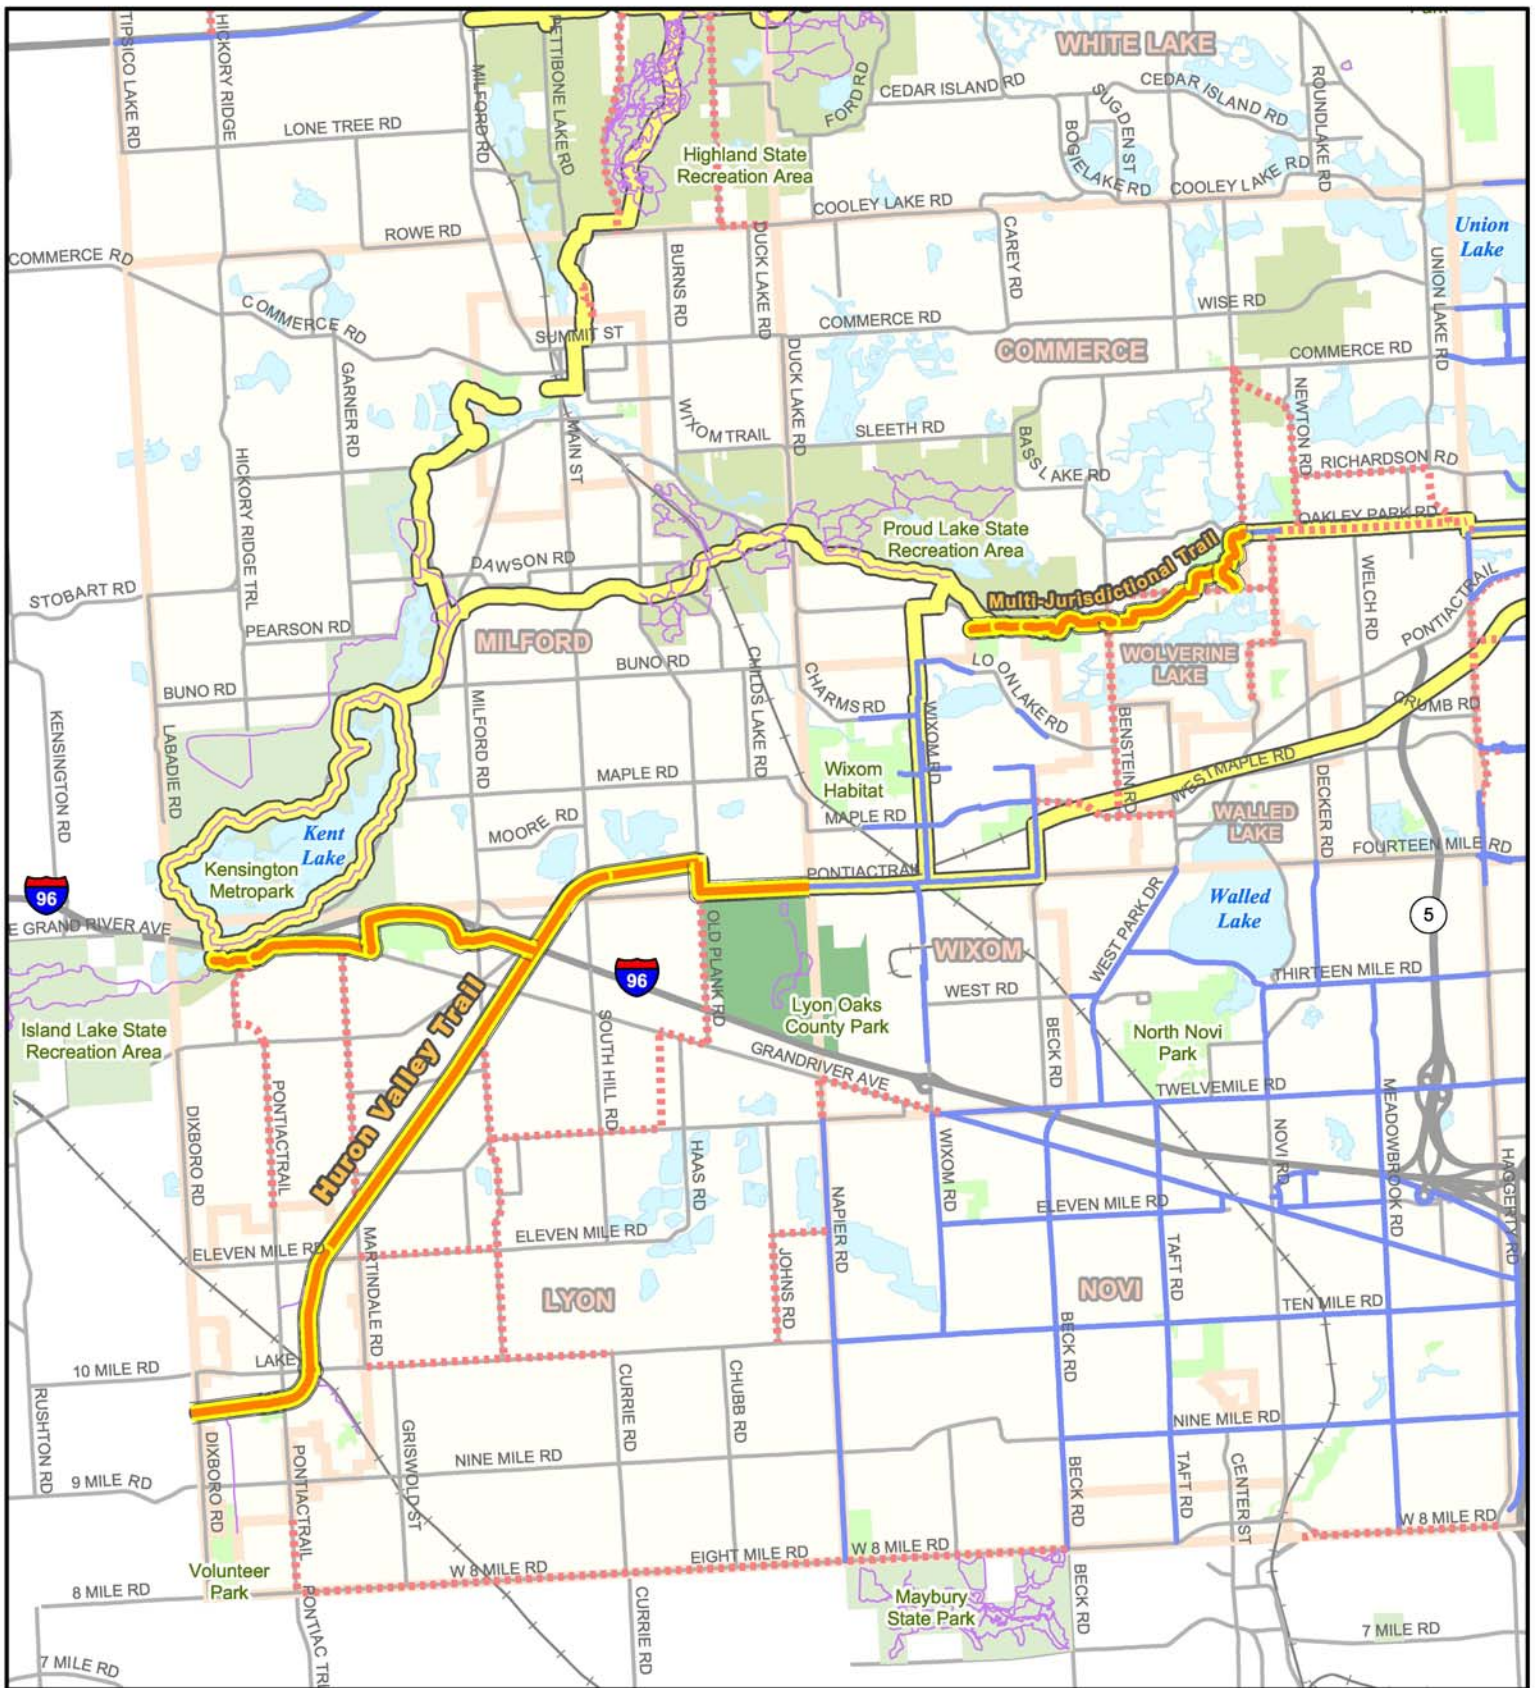 TIPSICO LAKE RD
HICKORY RIDGE
MILFORD RD
PETTIBONE LAKE RD
WHITE LAKE
FORD RD
CEDAR ISLAND RD
SUGDEN ST
CEDAR ISLAND RD
ROUNDLAKE RD
LONE TREE RD
BOGIELAKE RD
Highland State
Recreation Area
COOLEY LAKE RD
COOLEY LAKE RD
ROWE RD
COMMERCE RD
BURNS RD
DUCK LAKE RD
CAREY RD
Union
Lake
UNION LAKE RD
WISE RD
COMMERCE RD
SUMMIT ST
COMMERCE RD
DUCK LAKE RD
COMMERCE
COMMERCE RD
GARNER RD
NEWTON RD
WIXOM TRAIL
MAIN ST
SLEETH RD
BASS LAKE RD
RICHARDSON RD
HICKORY RIDGE TRL
OAKLEY PARK RD
Proud Lake State
Recreation Area
Multi-Jurisdictional Trail
DAWSON RD
STOBART RD
WELCH RD
PONTIACTRAIL
PEARSON RD
MILFORD
WOLVERINE
LAKE
BUNO RD
BUNO RD
CHILDS LAKE RD
CHARMS RD
LOONLAKE RD
WIXOM RD
KENSINGTON RD
LABADIE RD
MILFORD RD
BENSTEIN RD
CRUMB RD
MAPLE RD
WESTMAPLE RD
DECKER RD
Wixom
Habitat
MAPLE RD
MOORE RD
Kent
Lake
WALLED
LAKE
FOURTEEN MILE RD
Kensington
Metropark
PONTIACTRAIL
96
E GRAND RIVER AVE
OLD PLANK RD
Walled
Lake
WEST PARK DR
5
WIXOM
96
THIRTEEN MILE RD
WEST RD
Lyon Oaks
County Park
Island Lake State
Recreation Area
Huron Valley Trail
SOUTH HILL RD
BECK RD
North Novi
Park
GRANDRIVER AVE
TWELVEMILE RD
DIXBORO RD
PONTIACTRAIL
HAAS RD
WIXOM RD
NOVI RD
MEADOWBROOK RD
HAGGERTY RD
NAPIER RD
ELEVEN MILE RD
ELEVEN MILE RD
ELEVEN MILE RD
MARTINDALE RD
JOHNS RD
TAFT RD
LYON
NOVI
TEN MILE RD
BECK RD
10 MILE RD
LAKE
CURRIE RD
CHUBB RD
RUSHTON RD
DIXBORO RD
PONTIACTRAIL
GRISWOLD ST
NINE MILE RD
NINE MILE RD
9 MILE RD
BECK RD
TAFT RD
CENTER ST
W 8 MILE RD
EIGHT MILE RD
W 8 MILE RD
W 8 MILE RD
Volunteer
Park
8 MILE RD
PONTIAC TRL
CURRIE RD
Maybury
State Park
BECK RD
7 MILE RD
7 MILE RD